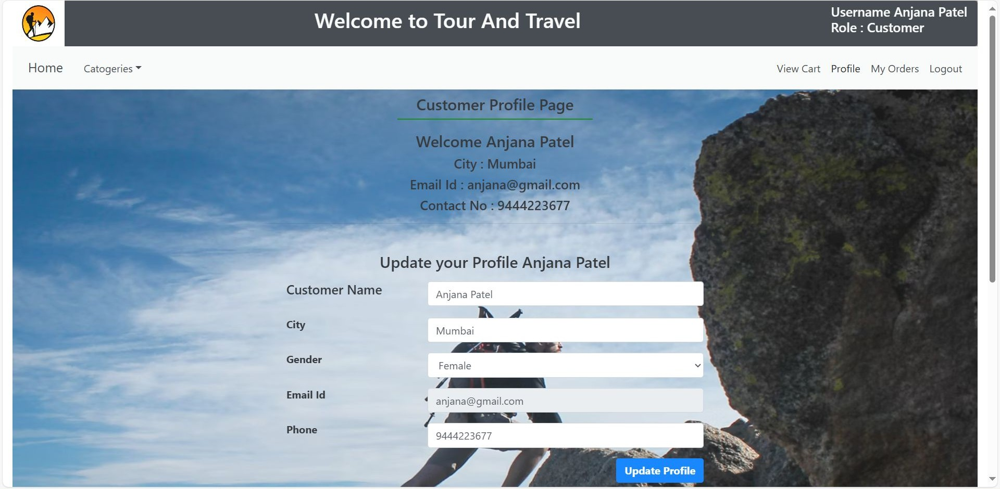 Welcome to Tour And Travel
Username Anjana Patel
Role : Customer
Home Catogeries View Cart Profile My Orders Logout
Customer Profile Page
Welcome Anjana Patel
City : Mumbai
Email Id : anjana@gmail.com
Contact No : 9444223677
Update your Profile Anjana Patel
Customer Name Anjana Patel
City Mumbai
Gender Female
Email Id anjana@gmail.com
Phone 9444223677
Update Profile